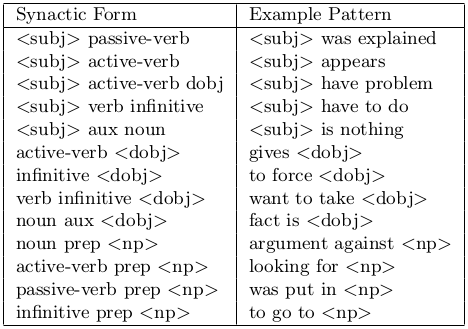 Synactic Form Example Pattern
<subj> passive-verb <subj> was explained
<subj> active-verb <subj> appears
<subj> active-verb dobj <subj> have problem
<subj> verb infinitive <subj> have to do
<subj> aux noun <subj> is nothing
active-verb <dobj> gives <dobj>
infinitive <dobj> to force <dobj>
verb infinitive <dobj> want to take <dobj>
noun aux <dobj> fact is <dobj>
noun prep <np> argument against <np>
active-verb prep <np> looking for <np>
passive-verb prep <np> was put in <np>
infinitive prep <np> to go to <np>